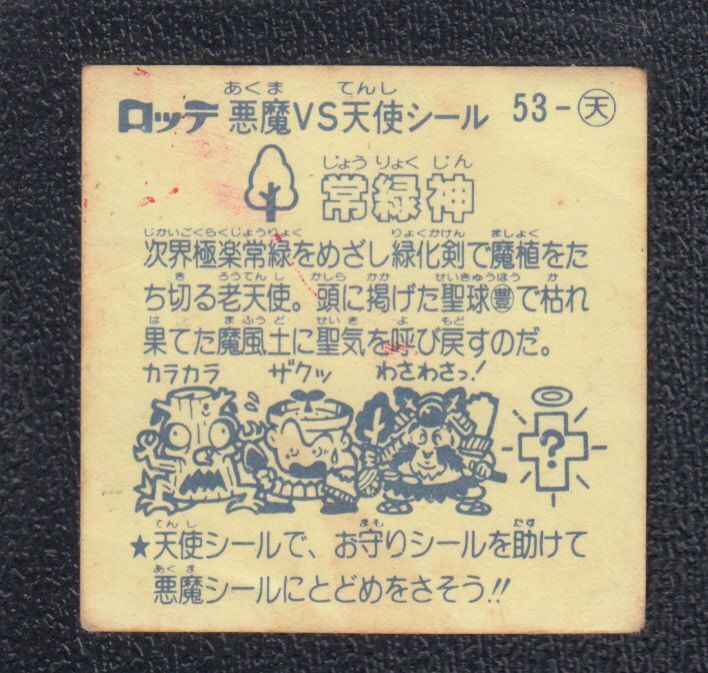 ロッテ 悪魔VS天使シール 53-天
あくま てんし
じょうりょくじん
常緑神
じかいごくらくじょうりょく りょくかけん ましょく
次界極楽常緑をめざし緑化剣で魔植をた
き ろうてんし かしら かか せいきゅうほう か
ち切る老天使。頭に掲げた聖球豊で枯れ
は まふうど せいき よ もど
果てた魔風土に聖気を呼び戻すのだ。
カラカラ ザクッ わさわさっ!
?
てんし まも たす
★天使シールで、お守りシールを助けて
あくま
悪魔シールにとどめをさそう!!